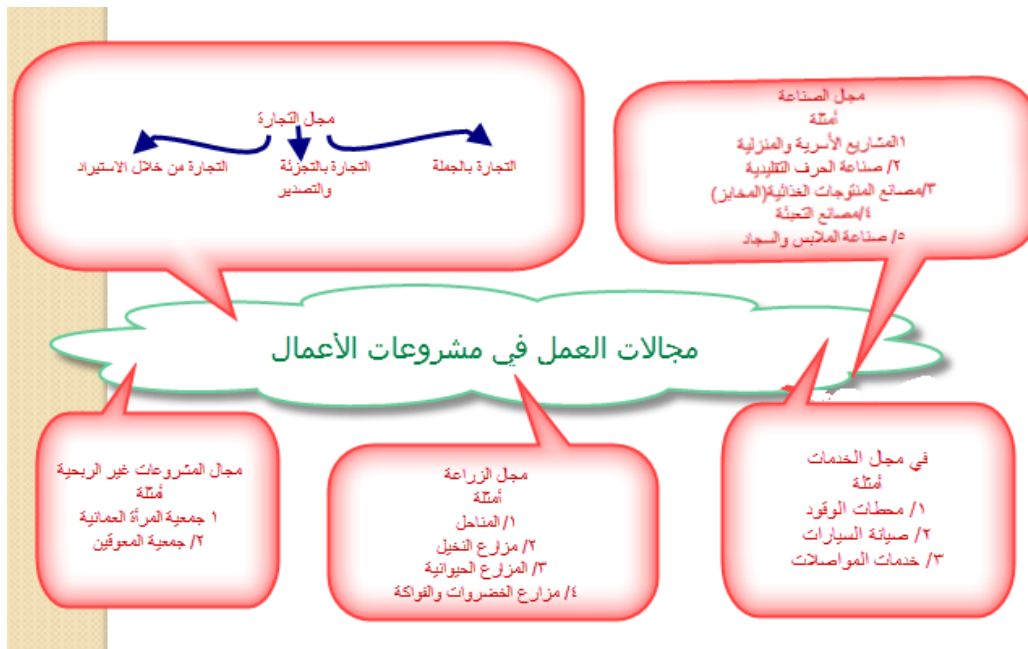 مجال الصناعة
أمثلة
١المشاريع الأسرية والمنزلية
٢/ صناعة الحرف التقليدية
٣/مصانع المنتوجات الغذائية(المخابز)
٤/مصانع التعبئة
٥/ صناعة الملابس والسجاد
مجال التجارة
التجارة بالجملة التجارة بالتجزئة التجارة من خلال الاستيراد
والتصدير
مجالات العمل في مشروعات الأعمال
في مجال الخدمات
أمثلة
١/ محطات الوقود
٢/ صيانة السيارات
٣/ خدمات المواصلات
مجال الزراعة
أمثلة
١/ المناحل
٢/ مزارع النخيل
٣/ المزارع الحيوانية
٤/ مزارع الخضروات والفواكة
مجال المشروعات غير الربحية
أمثلة
١ جمعية المرأة العمانية
٢/ جمعية المعوقين